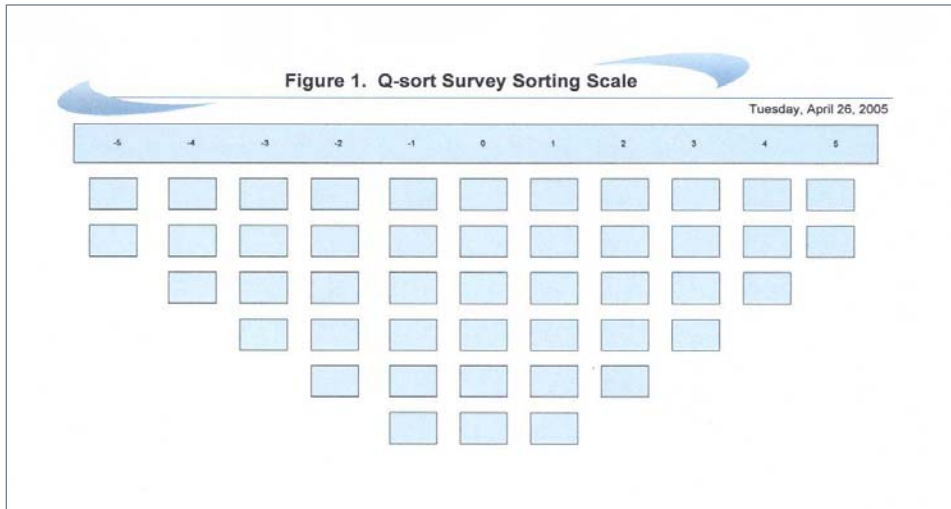 Figure 1. Q-sort Survey Sorting Scale
Tuesday, April 26, 2005
-5 -4 -3 -2 -1 0 1 2 3 4 5